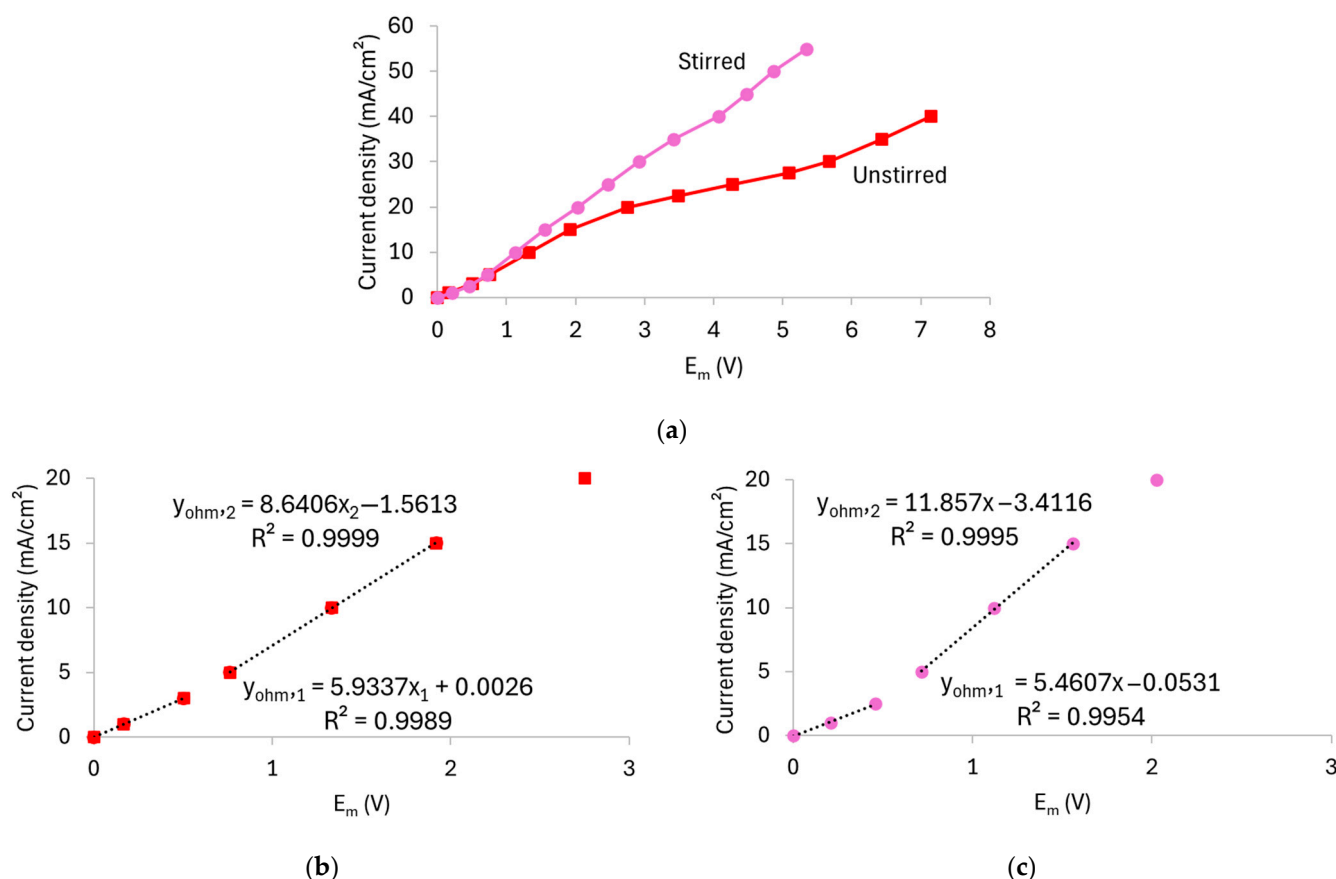 60
50
40
30
20
10
0
Current density (mA/cm²)
Stirred
Unstirred
0 1 2 3 4 5 6 7 8
Eₘ (V)
(a)
20
15
10
5
0
Current density (mA/cm²)
yₒₕₘ,₂ = 8.6406x₂−1.5613
R² = 0.9999
yₒₕₘ,₁ = 5.9337x₁ + 0.0026
R² = 0.9989
0 1 2 3
Eₘ (V)
(b)
20
15
10
5
0
Current density (mA/cm²)
yₒₕₘ,₂ = 11.857x−3.4116
R² = 0.9995
yₒₕₘ,₁ = 5.4607x−0.0531
R² = 0.9954
0 1 2 3
Eₘ (V)
(c)